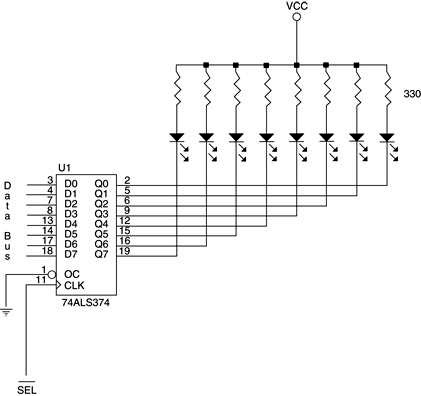 VCC
330
U1
Data Bus
3 D0 Q0 2
4 D1 Q1 5
7 D2 Q2 6
8 D3 Q3 9
13 D4 Q4 12
14 D5 Q5 15
17 D6 Q6 16
18 D7 Q7 19
1 OC
11 CLK
74ALS374
SEL